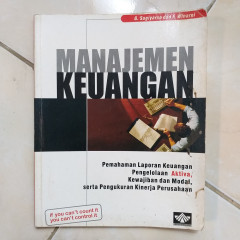 MANAJEMEN
KEUANGAN
Pemahaman Laporan Keuangan
Pengelolaan Aktiva,
Kewajiban dan Modal,
serta Pengukuran Kinerja Perusahaan
If you can't count it,
you can't control it.